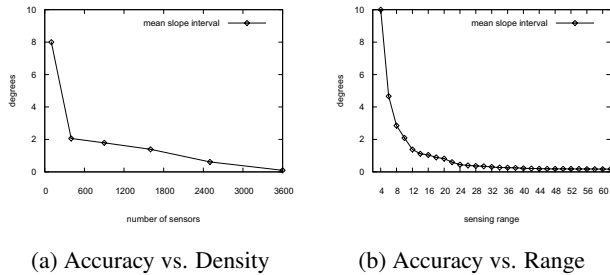 mean slope interval
10
8
6
4
2
0
degrees
0 600 1200 1800 2400 3000 3600
number of sensors
(a) Accuracy vs. Density
mean slope interval
10
8
6
4
2
0
degrees
4 8 12 16 20 24 28 32 36 40 44 48 52 56 60
sensing range
(b) Accuracy vs. Range